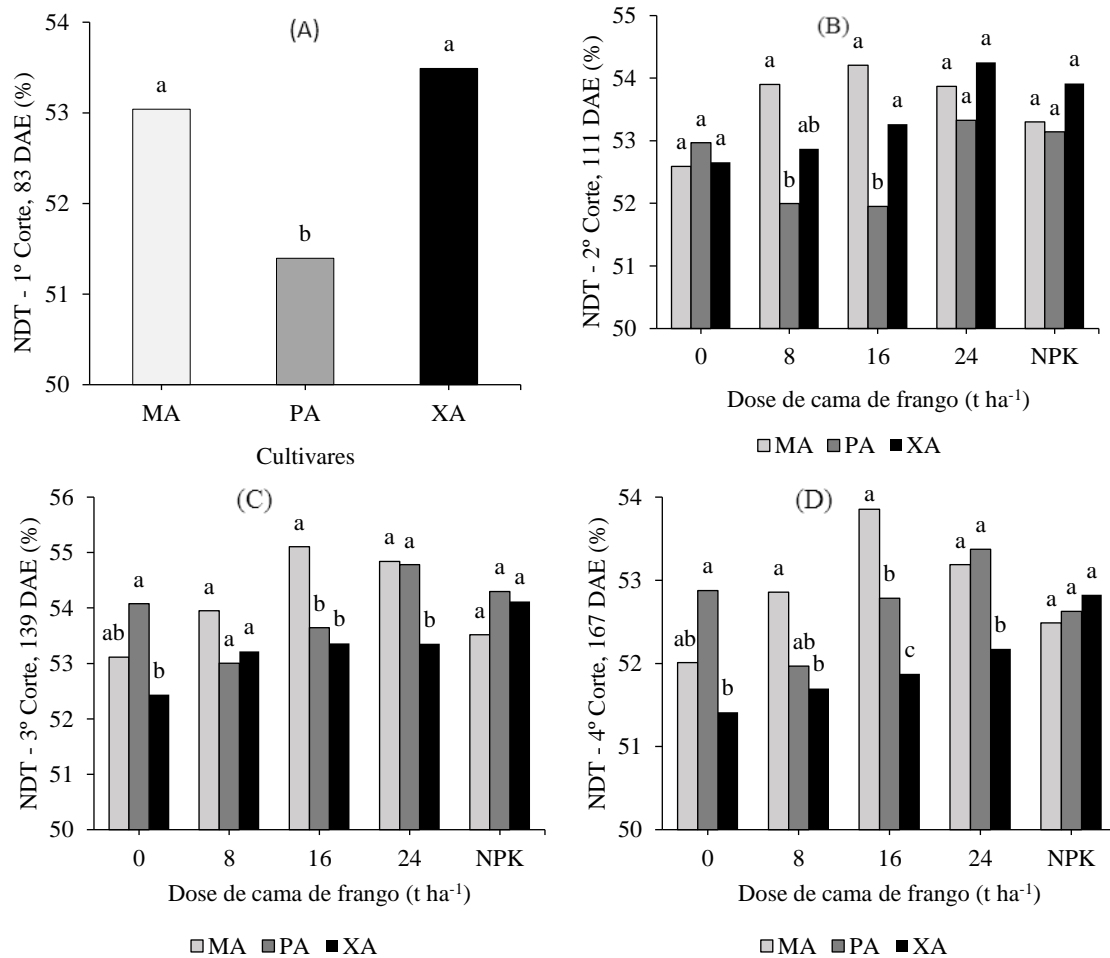 (A)
NDT - 1º Corte, 83 DAE (%)
54
53
52
51
50
a
b
a
MA PA XA
Cultivares
(B)
NDT - 2º Corte, 111 DAE (%)
55
54
53
52
51
50
a a a
a b ab
a b a
a a a
a a a
0 8 16 24 NPK
Dose de cama de frango (t ha⁻¹)
MA PA XA
(C)
NDT - 3º Corte, 139 DAE (%)
56
55
54
53
52
51
50
ab a b
a a a
a b b
a a b
a a a
0 8 16 24 NPK
Dose de cama de frango (t ha⁻¹)
MA PA XA
(D)
NDT - 4º Corte, 167 DAE (%)
54
53
52
51
50
ab a b
a ab b
a b c
a a b
a a a
0 8 16 24 NPK
Dose de cama de frango (t ha⁻¹)
MA PA XA